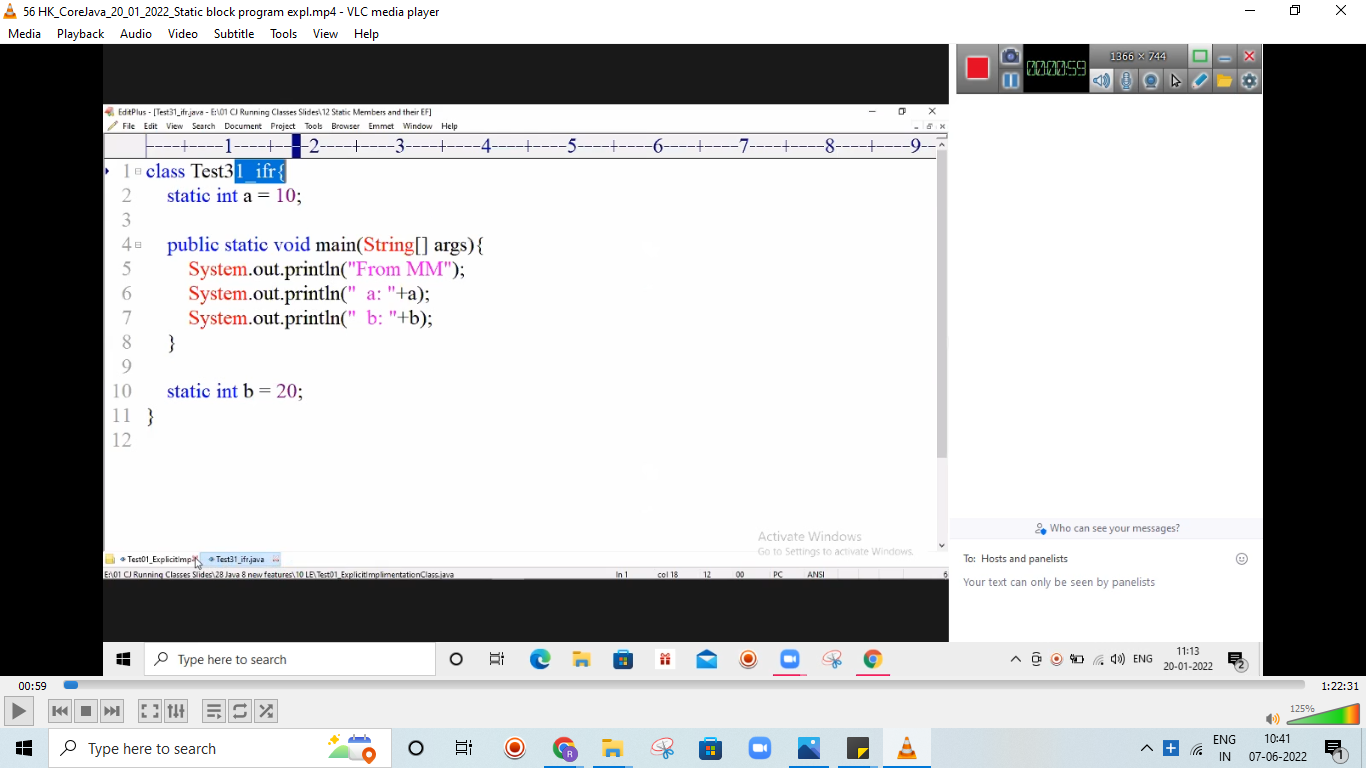 56 HK_CoreJava_20_01_2022_Static block program expl.mp4 - VLC media player
Media Playback Audio Video Subtitle Tools View Help
00:00:59
1366 × 744
EditPlus - [Test31_ifr.java - E:\01 CJ Running Classes Slides\12 Static Members and their EF]
File Edit View Search Document Project Tools Browser Emmet Window Help
----+----1----+----2----+----3----+----4----+----5----+----6----+----7----+----8----+----9--
1 class Test31_ifr{
2 static int a = 10;
3
4 public static void main(String[] args){
5 System.out.println("From MM");
6 System.out.println("  a: "+a);
7 System.out.println("  b: "+b);
8 }
9
10 static int b = 20;
11 }
12
Activate Windows
Go to Settings to activate Windows.
Test01_ExplicitImpl Test31_ifr.java
E:\01 CJ Running Classes Slides\28 Java 8 new features\10 LE\Test01_ExplicitImplimentationClass.java ln 1 col 18 12 00 PC ANSI 6
Who can see your messages?
To: Hosts and panelists
Your text can only be seen by panelists
Type here to search
ENG
11:13
20-01-2022
2
00:59
1:22:31
125%
Type here to search
R
ENG
IN
10:41
07-06-2022
1